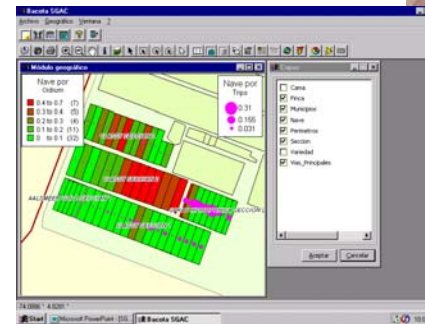 Bacota SGAC
Archivo Geográfico Ventana ?
Módulo geográfico
Nave por
Oidium
0.4 to 0.7 (7)
0.3 to 0.4 (5)
0.2 to 0.3 (4)
0.1 to 0.2 (11)
0 to 0.1 (32)
Nave por
Trips
0.31
0.155
0.031
Capas
Cama
Finca
Municipios
Nave
Perimetros
Seccion
Variedad
Vias_Principales
Aceptar
Cancelar
Start
Microsoft PowerPoint - [SG...
Bacota SGAC